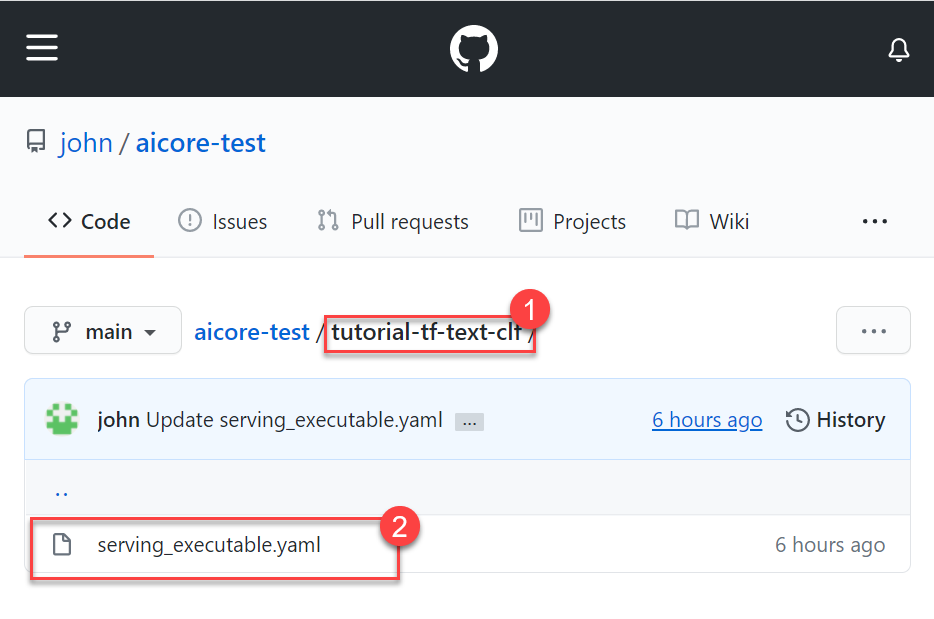 john / aicore-test
Code Issues Pull requests Projects Wiki ...
1
main aicore-test / tutorial-tf-text-clf / ...
john Update serving_executable.yaml ... 6 hours ago History
..
2
serving_executable.yaml 6 hours ago